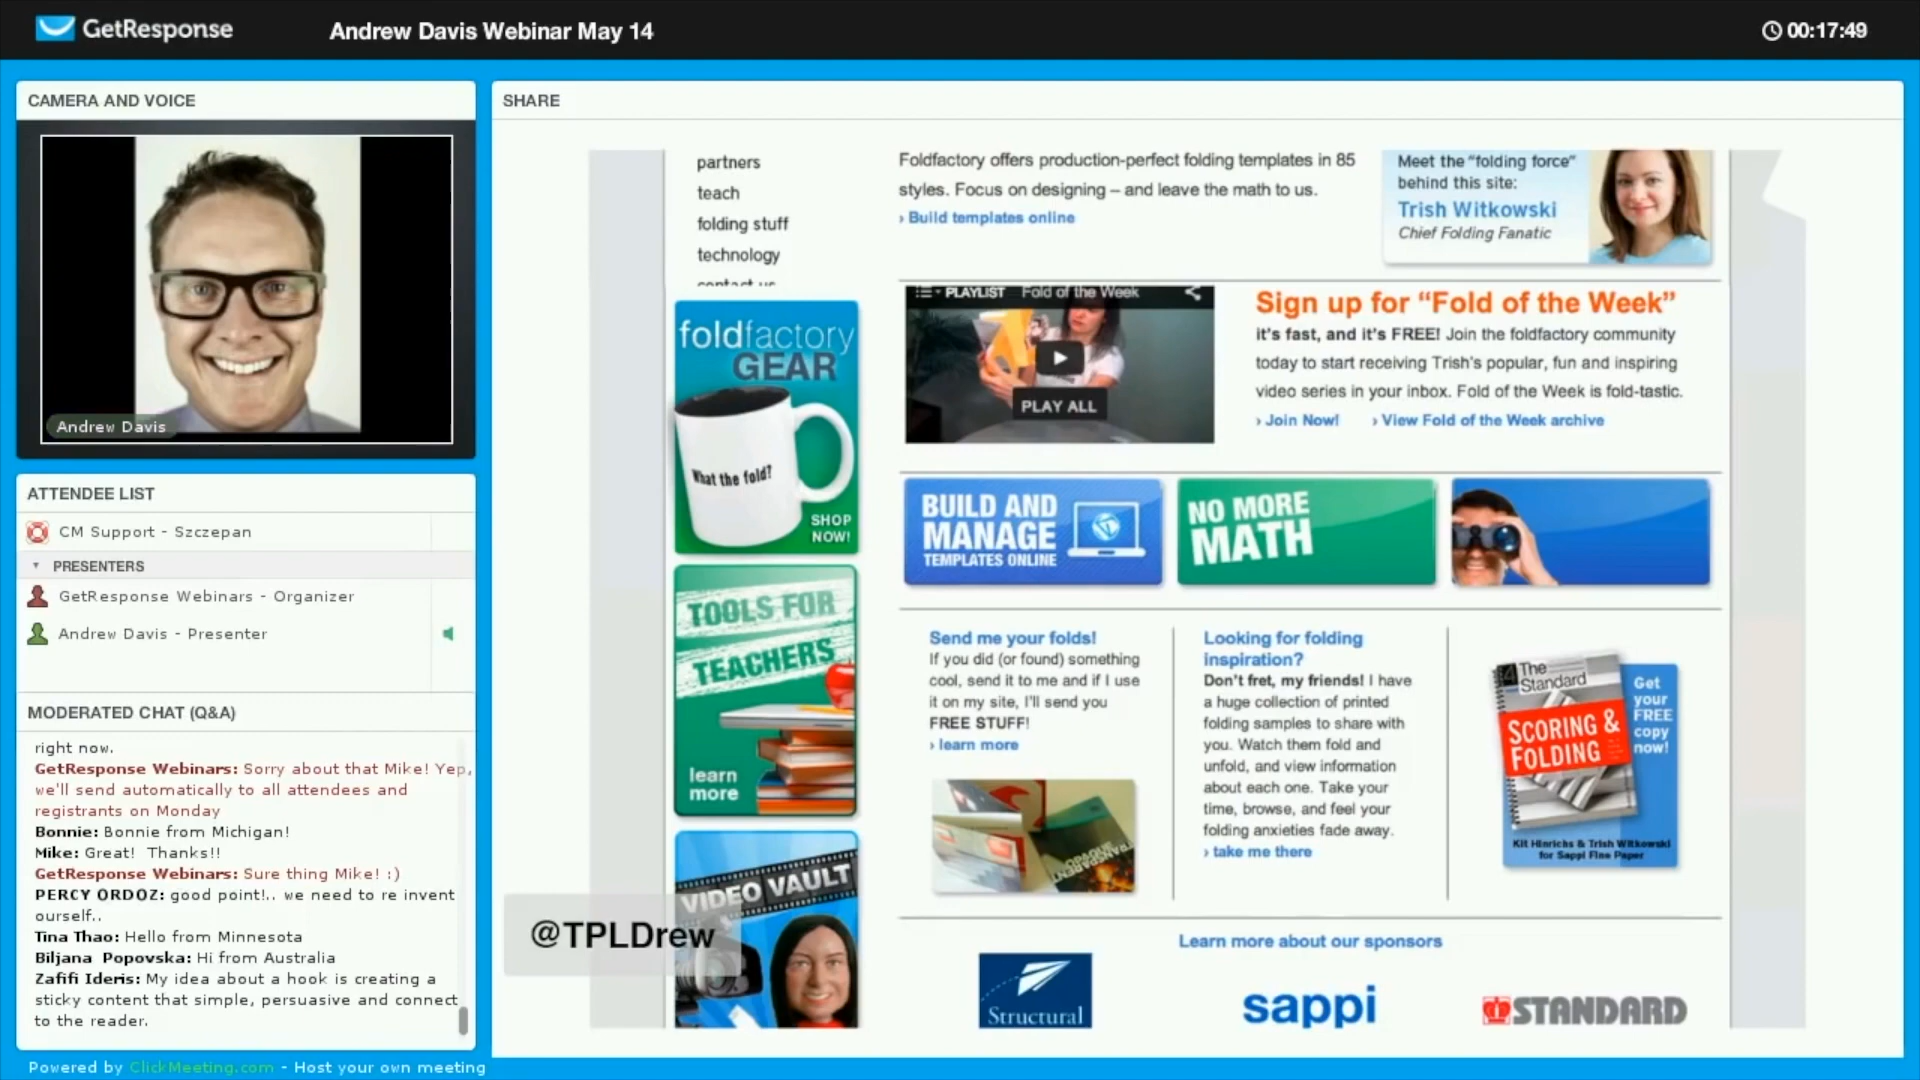 GetResponse
Andrew Davis Webinar May 14
00:17:49
CAMERA AND VOICE
Andrew Davis
ATTENDEE LIST
CM Support - Szczepan
PRESENTERS
GetResponse Webinars - Organizer
Andrew Davis - Presenter
MODERATED CHAT (Q&A)
right now.
GetResponse Webinars: Sorry about that Mike! Yep,
we'll send automatically to all attendees and
registrants on Monday
Bonnie: Bonnie from Michigan!
Mike: Great! Thanks!!
GetResponse Webinars: Sure thing Mike! :)
PERCY ORDOZ: good point!.. we need to re invent
ourself..
Tina Thao: Hello from Minnesota
Biljana Popovska: Hi from Australia
Zafifi Ideris: My idea about a hook is creating a
sticky content that simple, persuasive and connect
to the reader.
Powered by ClickMeeting.com - Host your own meeting
SHARE
partners
teach
folding stuff
technology
contact us
foldfactory
GEAR
What the fold?
SHOP
NOW!
TOOLS FOR
TEACHERS
learn
more
VIDEO VAULT
@TPLDrew
Foldfactory offers production-perfect folding templates in 85
styles. Focus on designing – and leave the math to us.
› Build templates online
Meet the “folding force”
behind this site:
Trish Witkowski
Chief Folding Fanatic
PLAYLIST Fold of the Week
PLAY ALL
Sign up for “Fold of the Week”
it's fast, and it's FREE! Join the foldfactory community
today to start receiving Trish's popular, fun and inspiring
video series in your inbox. Fold of the Week is fold-tastic.
› Join Now! › View Fold of the Week archive
BUILD AND
MANAGE
TEMPLATES ONLINE
NO MORE
MATH
Send me your folds!
If you did (or found) something
cool, send it to me and if I use
it on my site, I'll send you
FREE STUFF!
› learn more
Looking for folding
inspiration?
Don't fret, my friends! I have
a huge collection of printed
folding samples to share with
you. Watch them fold and
unfold, and view information
about each one. Take your
time, browse, and feel your
folding anxieties fade away.
› take me there
4 The
Standard
SCORING &
FOLDING
Get
your
FREE
copy
now!
Kit Hinrichs & Trish Witkowski
for Sappi Fine Paper
Learn more about our sponsors
Structural
sappi
STANDARD